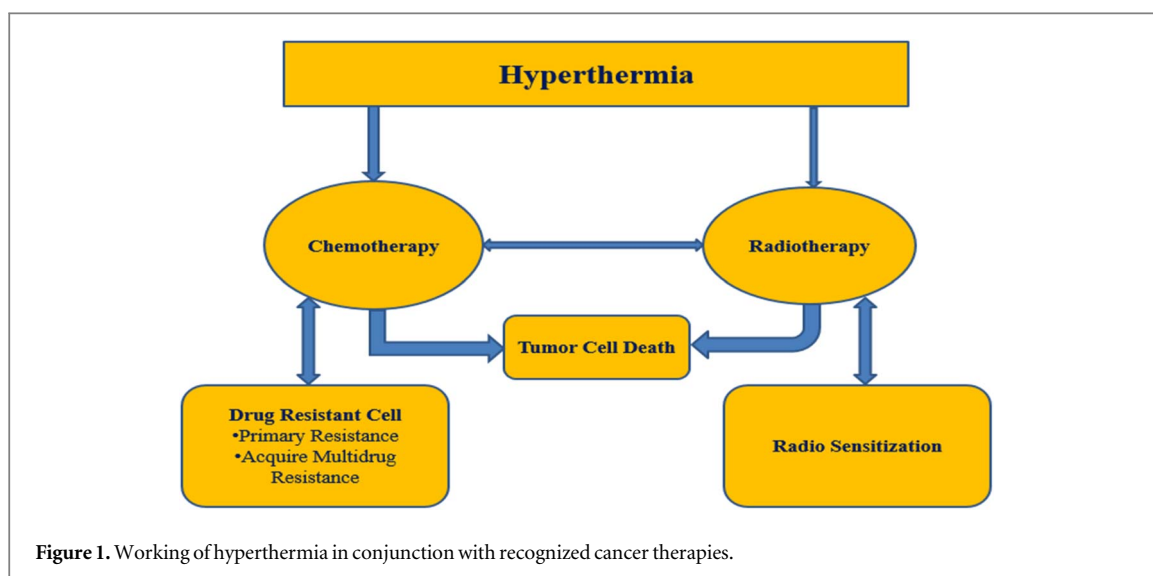 Hyperthermia
Chemotherapy
Radiotherapy
Tumor Cell Death
Drug Resistant Cell
•Primary Resistance
•Acquire Multidrug
Resistance
Radio Sensitization
Figure 1. Working of hyperthermia in conjunction with recognized cancer therapies.